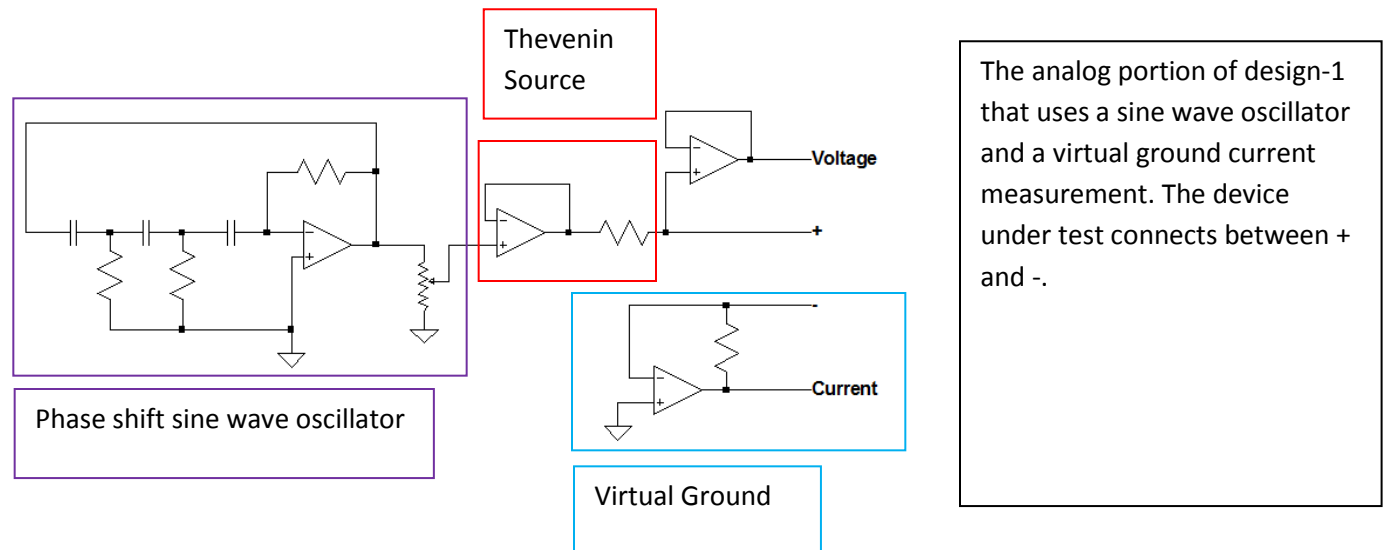 Thevenin
Source
The analog portion of design-1
that uses a sine wave oscillator
and a virtual ground current
measurement. The device
under test connects between +
and -.
−
+
−
+
Voltage
−
+
+
-
−
+
Current
Phase shift sine wave oscillator
Virtual Ground